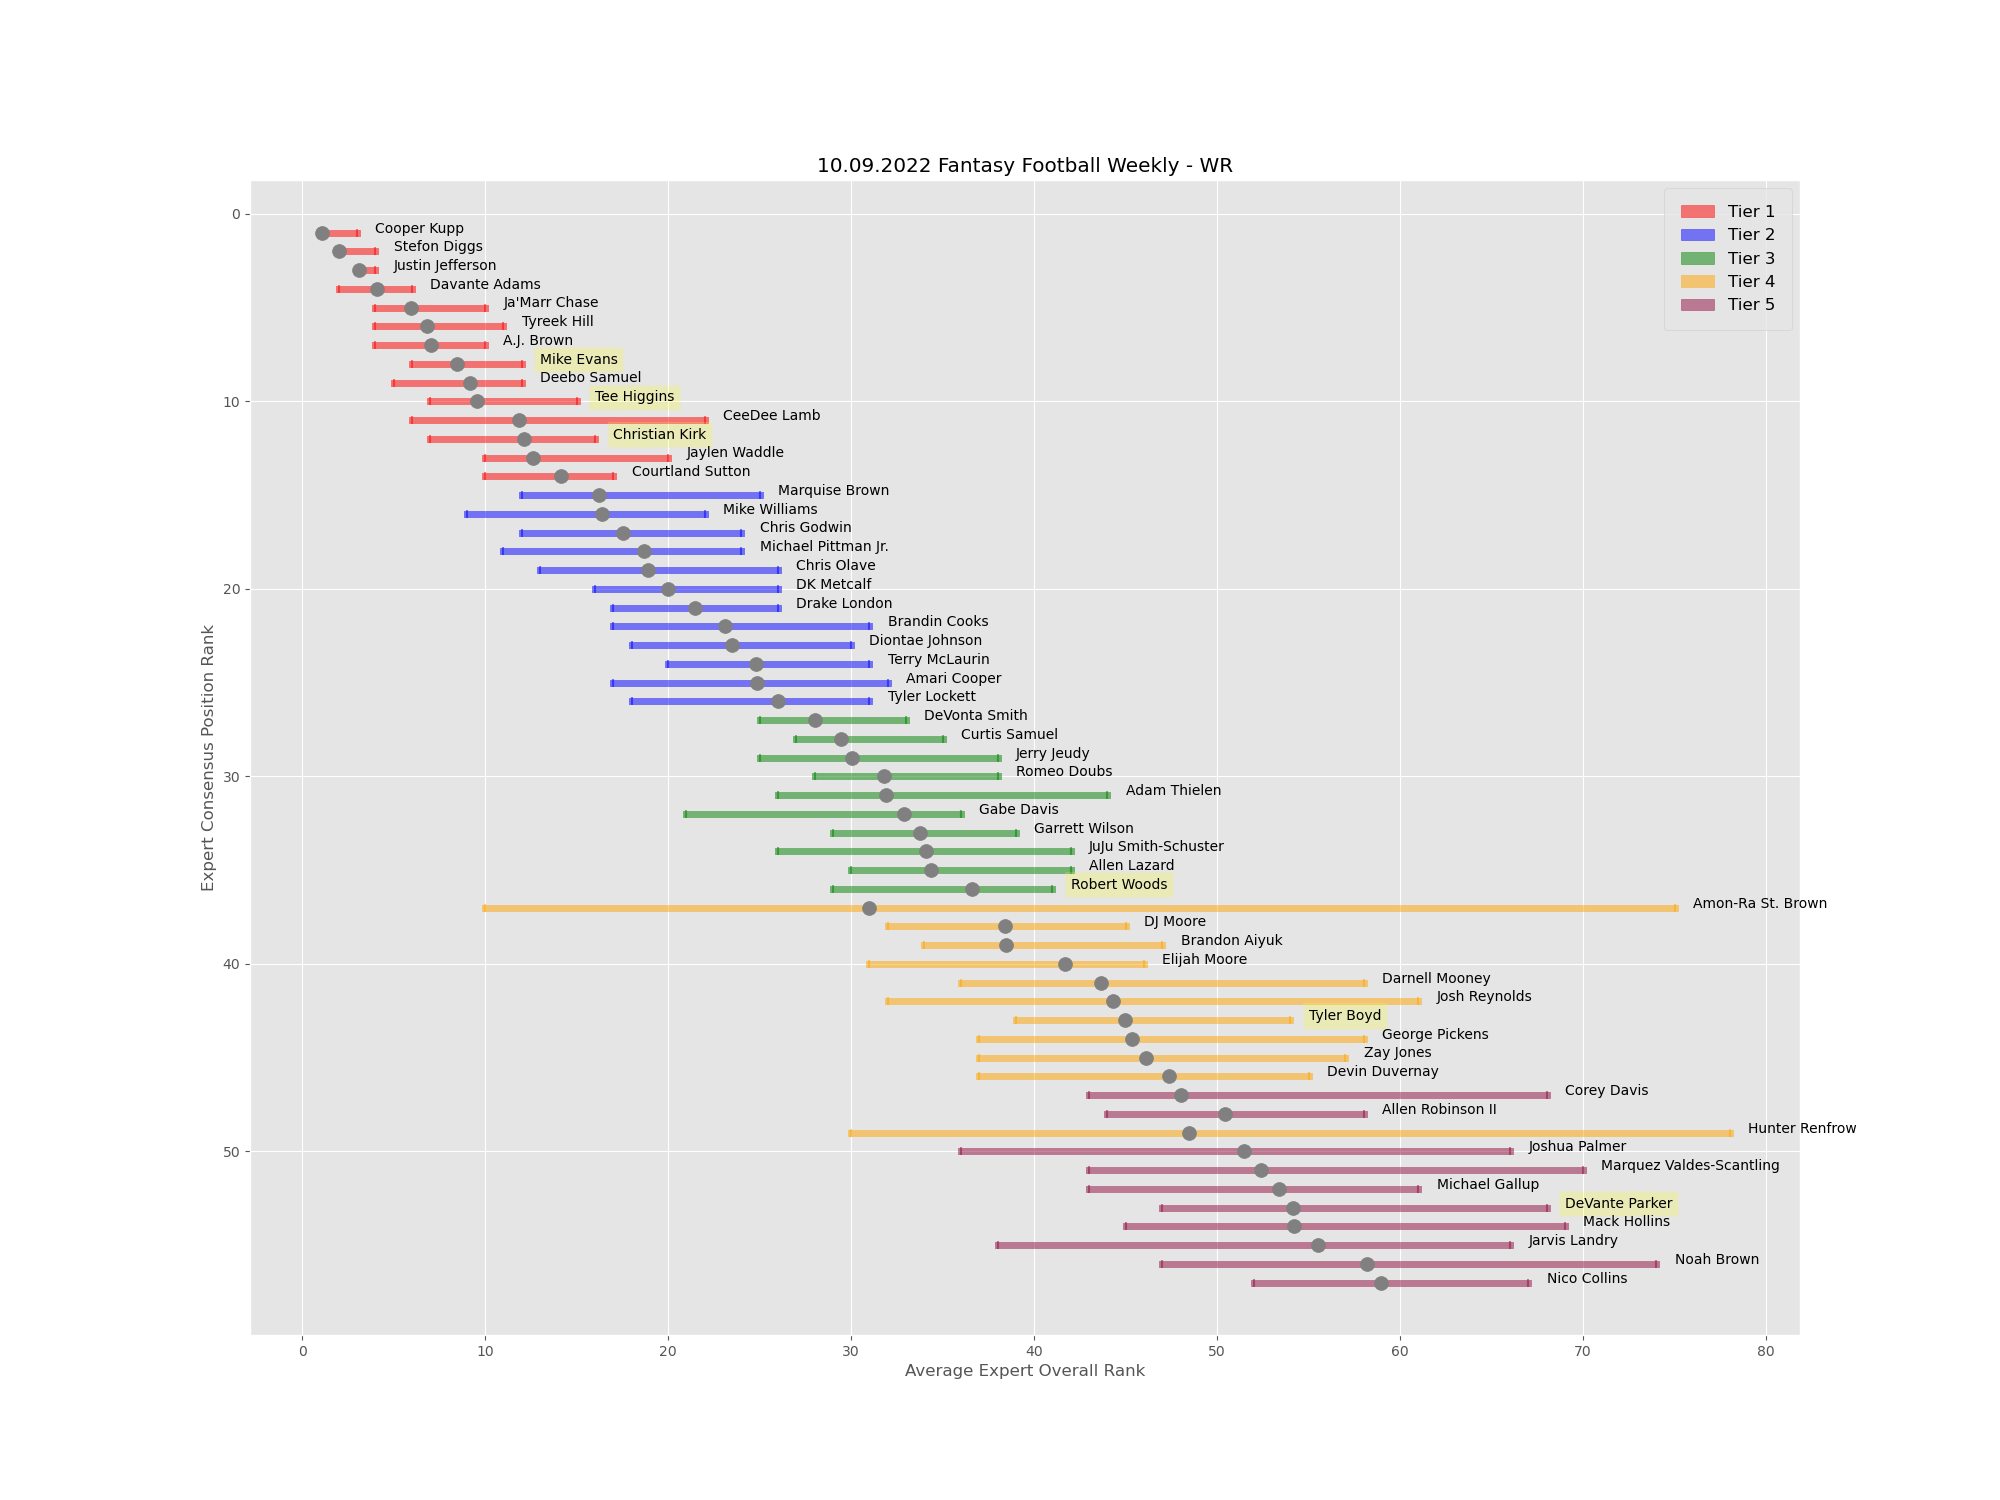 10.09.2022 Fantasy Football Weekly - WR
Tier 1
Tier 2
Tier 3
Tier 4
Tier 5
Cooper Kupp
Stefon Diggs
Justin Jefferson
Davante Adams
Ja'Marr Chase
Tyreek Hill
A.J. Brown
Mike Evans
Deebo Samuel
Tee Higgins
CeeDee Lamb
Christian Kirk
Jaylen Waddle
Courtland Sutton
Marquise Brown
Mike Williams
Chris Godwin
Michael Pittman Jr.
Chris Olave
DK Metcalf
Drake London
Brandin Cooks
Diontae Johnson
Terry McLaurin
Amari Cooper
Tyler Lockett
DeVonta Smith
Curtis Samuel
Jerry Jeudy
Romeo Doubs
Adam Thielen
Gabe Davis
Garrett Wilson
JuJu Smith-Schuster
Allen Lazard
Robert Woods
Amon-Ra St. Brown
DJ Moore
Brandon Aiyuk
Elijah Moore
Darnell Mooney
Josh Reynolds
Tyler Boyd
George Pickens
Zay Jones
Devin Duvernay
Corey Davis
Allen Robinson II
Hunter Renfrow
Joshua Palmer
Marquez Valdes-Scantling
Michael Gallup
DeVante Parker
Mack Hollins
Jarvis Landry
Noah Brown
Nico Collins
0
10
20
30
40
50
Expert Consensus Position Rank
0 10 20 30 40 50 60 70 80
Average Expert Overall Rank